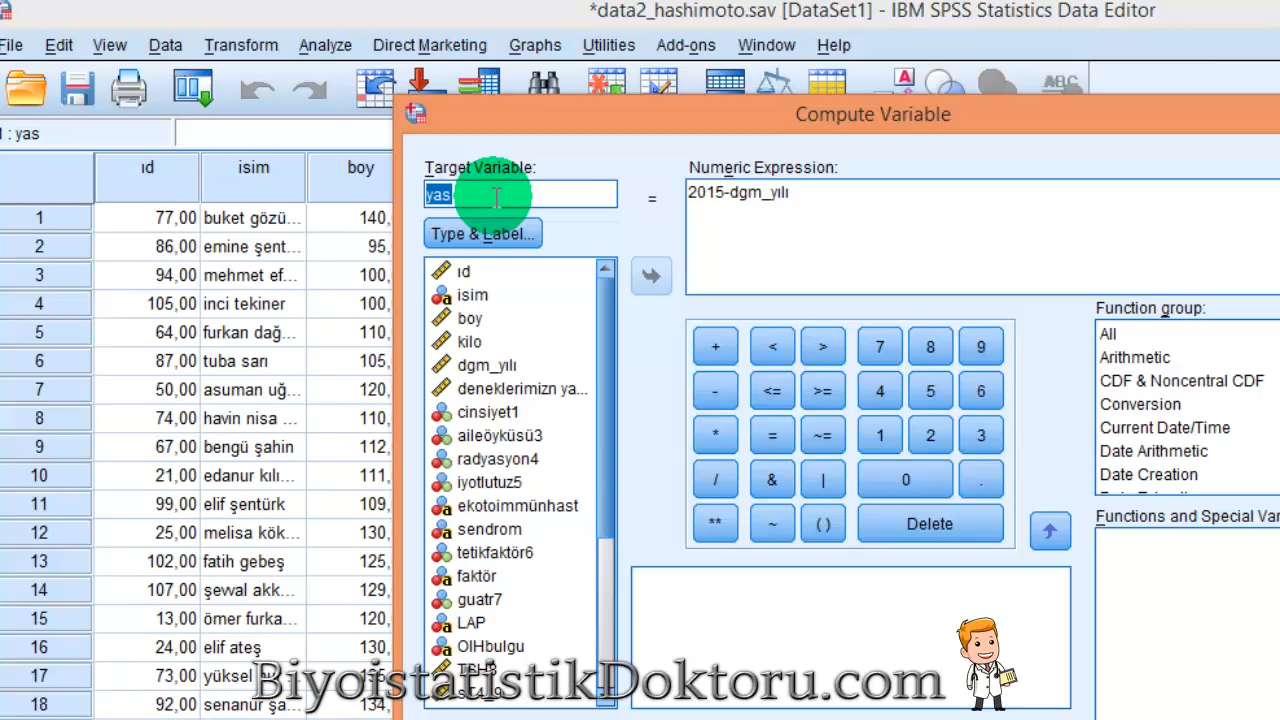 *data2_hashimoto.sav [DataSet1] - IBM SPSS Statistics Data Editor
File Edit View Data Transform Analyze Direct Marketing Graphs Utilities Add-ons Window Help
A
ABC
: yas
Compute Variable
ıd isim boy
1 77,00 buket gözü... 140,
2 86,00 emine şent... 95,
3 94,00 mehmet ef... 100,
4 105,00 inci tekiner 100,
5 64,00 furkan dağ... 110,
6 87,00 tuba sarı 105,
7 50,00 asuman uğ... 120,
8 74,00 havin nisa 110,
9 67,00 bengü şahin 112,
10 21,00 edanur kılı... 111,
11 99,00 elif şentürk 109,
12 25,00 melisa kök... 130,
13 102,00 fatih gebeş 111,
14 107,00 şewal akk... 129,
15 13,00 ömer furka... 120,
16 24,00 elif ateş 130,
17 73,00 yüksel
18 92,00 senanur şa... 134,
Target Variable:
yas
Type & Label...
=
Numeric Expression:
2015-dgm_yılı
ıd
isim
boy
kilo
dgm_yılı
deneklerimizn ya...
cinsiyet1
aileöyküsü3
radyasyon4
iyotlutuz5
ekotoimmünhast
sendrom
tetikfaktör6
faktör
guatr7
LAP
OIHbulgu
+ < > 7 8 9
- <= >= 4 5 6
* = ~= 1 2 3
/ & | 0 .
** ~ ( ) Delete
Function group:
All
Arithmetic
CDF & Noncentral CDF
Conversion
Current Date/Time
Date Arithmetic
Date Creation
Functions and Special Var
BiyoistatistikDoktoru.com